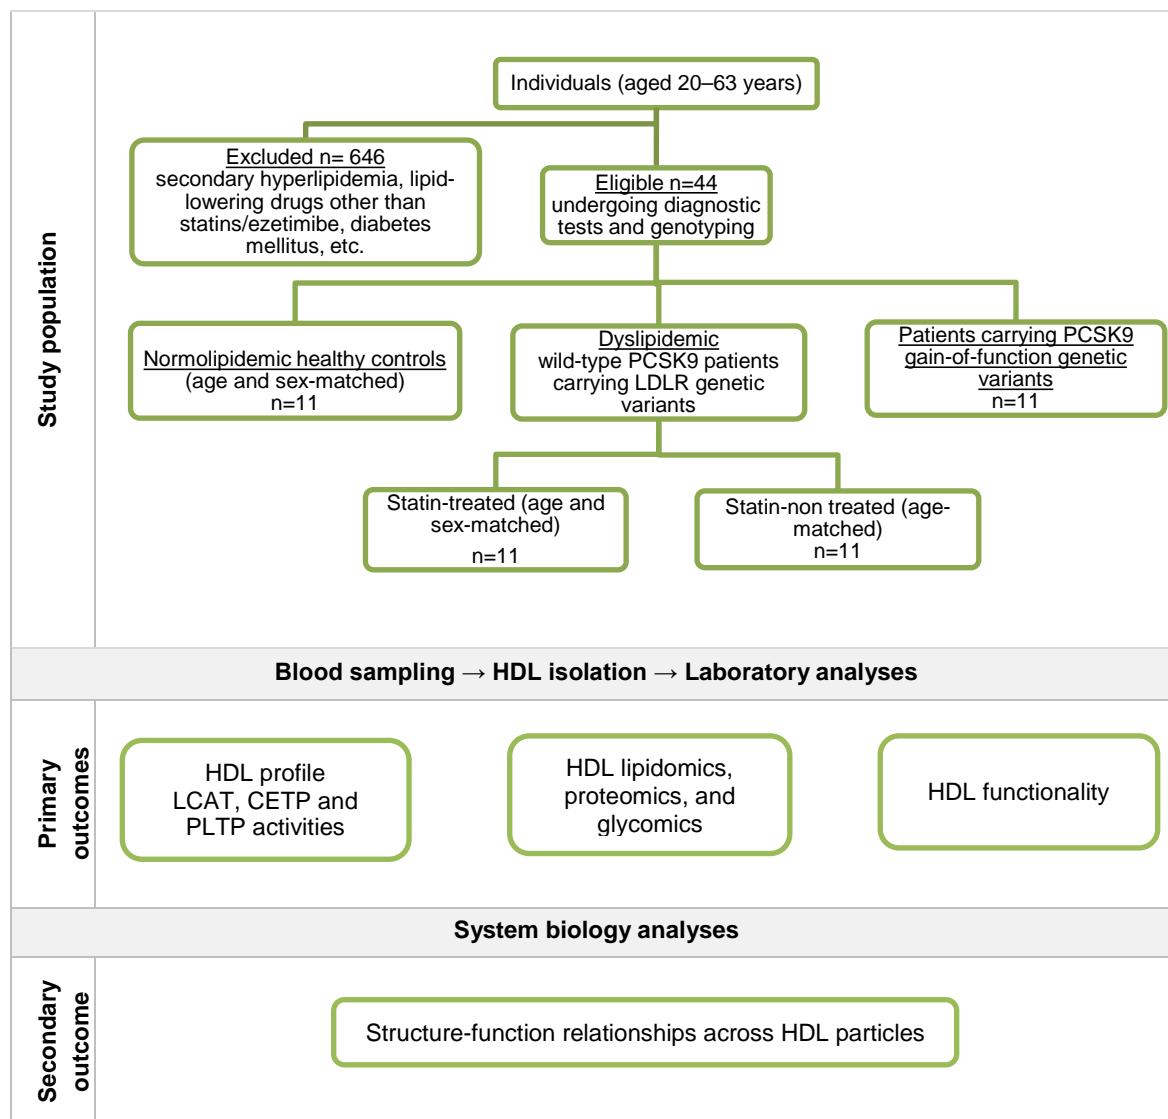 Study population
Individuals (aged 20–63 years)
Excluded n= 646
secondary hyperlipidemia, lipid-
lowering drugs other than
statins/ezetimibe, diabetes
mellitus, etc.
Eligible n=44
undergoing diagnostic
tests and genotyping
Normolipidemic healthy controls
(age and sex-matched)
n=11
Dyslipidemic
wild-type PCSK9 patients
carrying LDLR genetic
variants
Patients carrying PCSK9
gain-of-function genetic
variants
n=11
Statin-treated (age and
sex-matched)
n=11
Statin-non treated (age-
matched)
n=11
Blood sampling → HDL isolation → Laboratory analyses
Primary
outcomes
HDL profile
LCAT, CETP and
PLTP activities
HDL lipidomics,
proteomics, and
glycomics
HDL functionality
System biology analyses
Secondary
outcome
Structure-function relationships across HDL particles